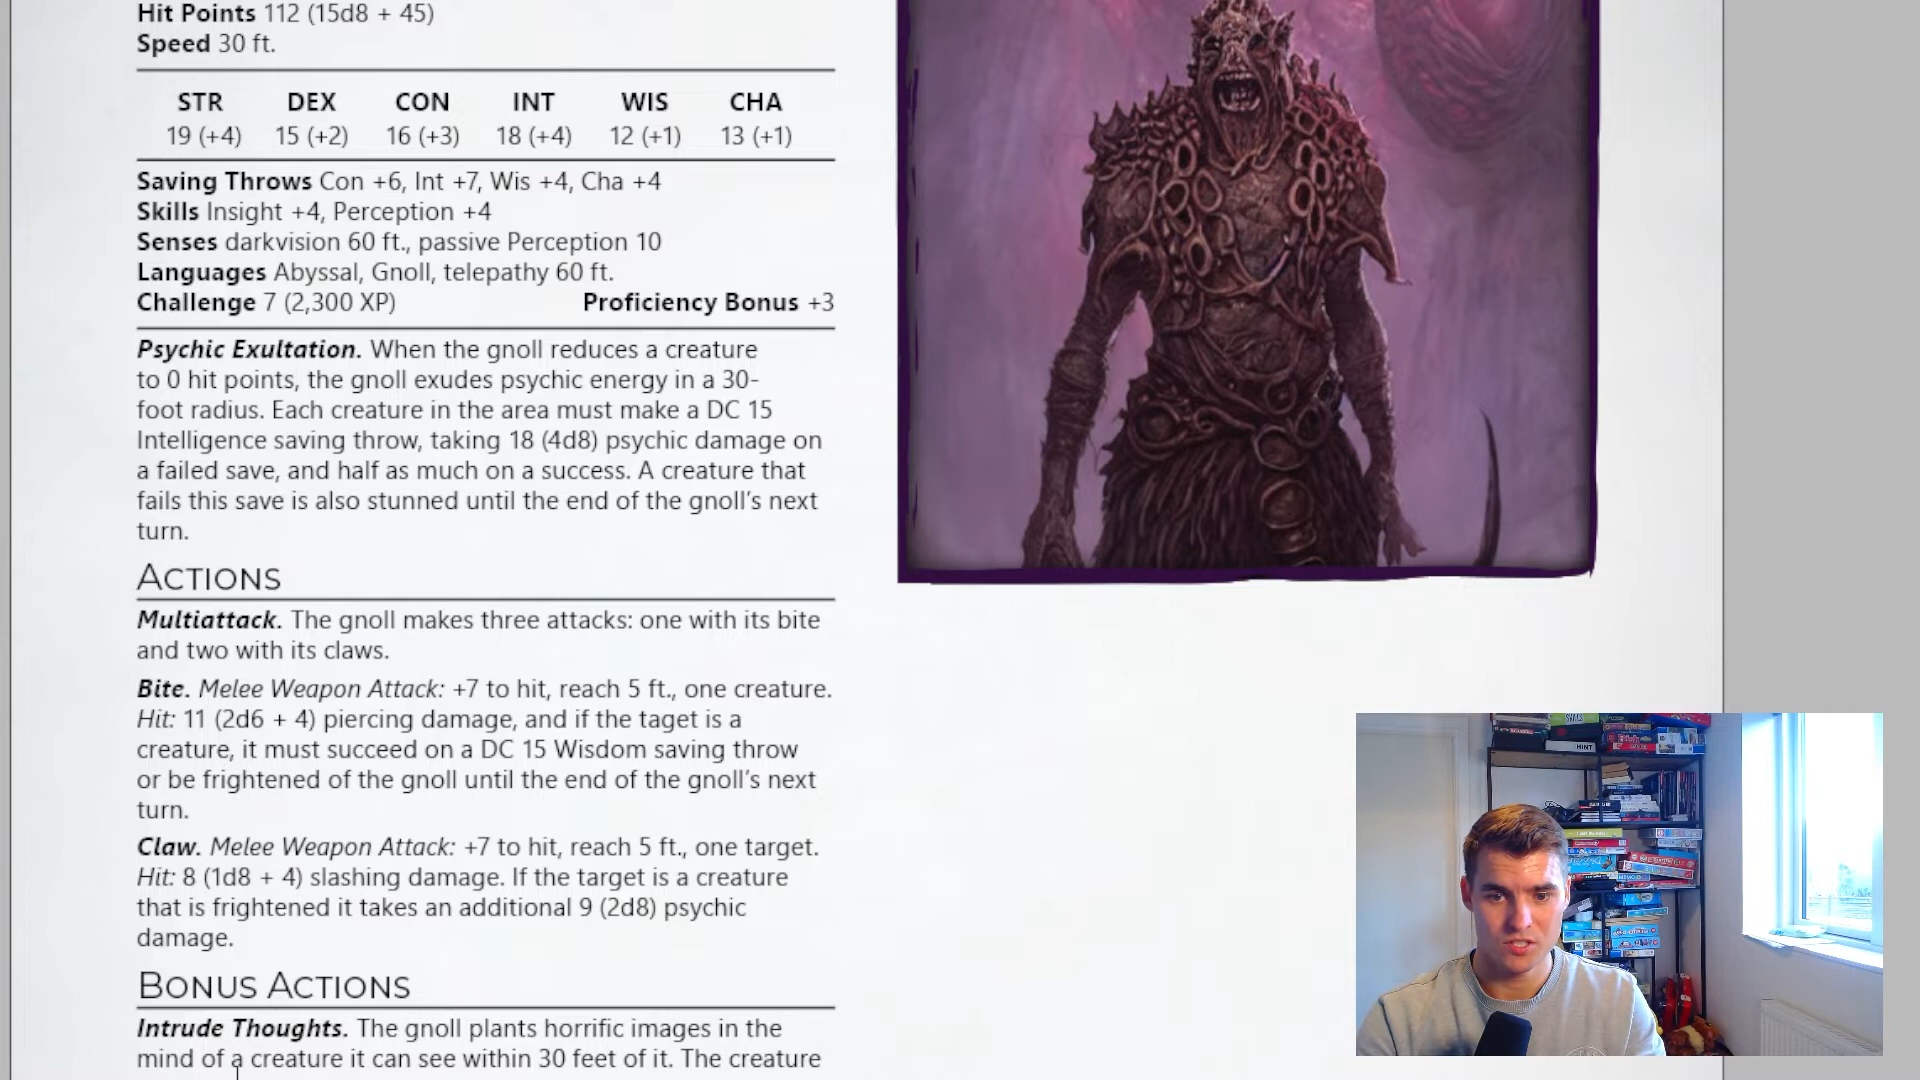 Hit Points 112 (15d8 + 45)
Speed 30 ft.
STR DEX CON INT WIS CHA
19 (+4) 15 (+2) 16 (+3) 18 (+4) 12 (+1) 13 (+1)
Saving Throws Con +6, Int +7, Wis +4, Cha +4
Skills Insight +4, Perception +4
Senses darkvision 60 ft., passive Perception 10
Languages Abyssal, Gnoll, telepathy 60 ft.
Challenge 7 (2,300 XP) Proficiency Bonus +3
Psychic Exultation. When the gnoll reduces a creature
to 0 hit points, the gnoll exudes psychic energy in a 30-
foot radius. Each creature in the area must make a DC 15
Intelligence saving throw, taking 18 (4d8) psychic damage on
a failed save, and half as much on a success. A creature that
fails this save is also stunned until the end of the gnoll's next
turn.
ACTIONS
Multiattack. The gnoll makes three attacks: one with its bite
and two with its claws.
Bite. Melee Weapon Attack: +7 to hit, reach 5 ft., one creature.
Hit: 11 (2d6 + 4) piercing damage, and if the taget is a
creature, it must succeed on a DC 15 Wisdom saving throw
or be frightened of the gnoll until the end of the gnoll's next
turn.
Claw. Melee Weapon Attack: +7 to hit, reach 5 ft., one target.
Hit: 8 (1d8 + 4) slashing damage. If the target is a creature
that is frightened it takes an additional 9 (2d8) psychic
damage.
BONUS ACTIONS
Intrude Thoughts. The gnoll plants horrific images in the
mind of a creature it can see within 30 feet of it. The creature